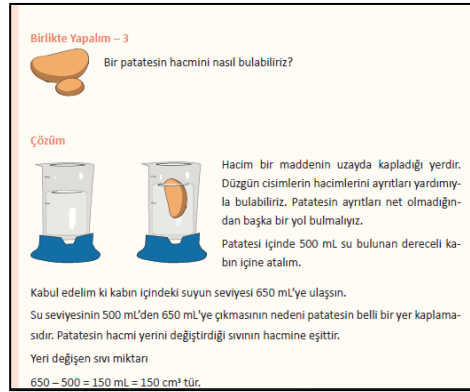 Birlikte Yapalım – 3
Bir patatesin hacmini nasıl bulabiliriz?
Çözüm
Hacim bir maddenin uzayda kapladığı yerdir.
Düzgün cisimlerin hacimlerini ayrıtları yardımıy-
la bulabiliriz. Patatesin ayrıtları net olmadığın-
dan başka bir yol bulmalıyız.
Patatesi içinde 500 mL su bulunan dereceli ka-
bın içine atalım.
Kabul edelim ki kabın içindeki suyun seviyesi 650 mL'ye ulaşsın.
Su seviyesinin 500 mL'den 650 mL'ye çıkmasının nedeni patatesin belli bir yer kaplama-
sıdır. Patatesin hacmi yerini değiştirdiği sıvının hacmine eşittir.
Yeri değişen sıvı miktarı
650 – 500 = 150 mL = 150 cm³ tür.